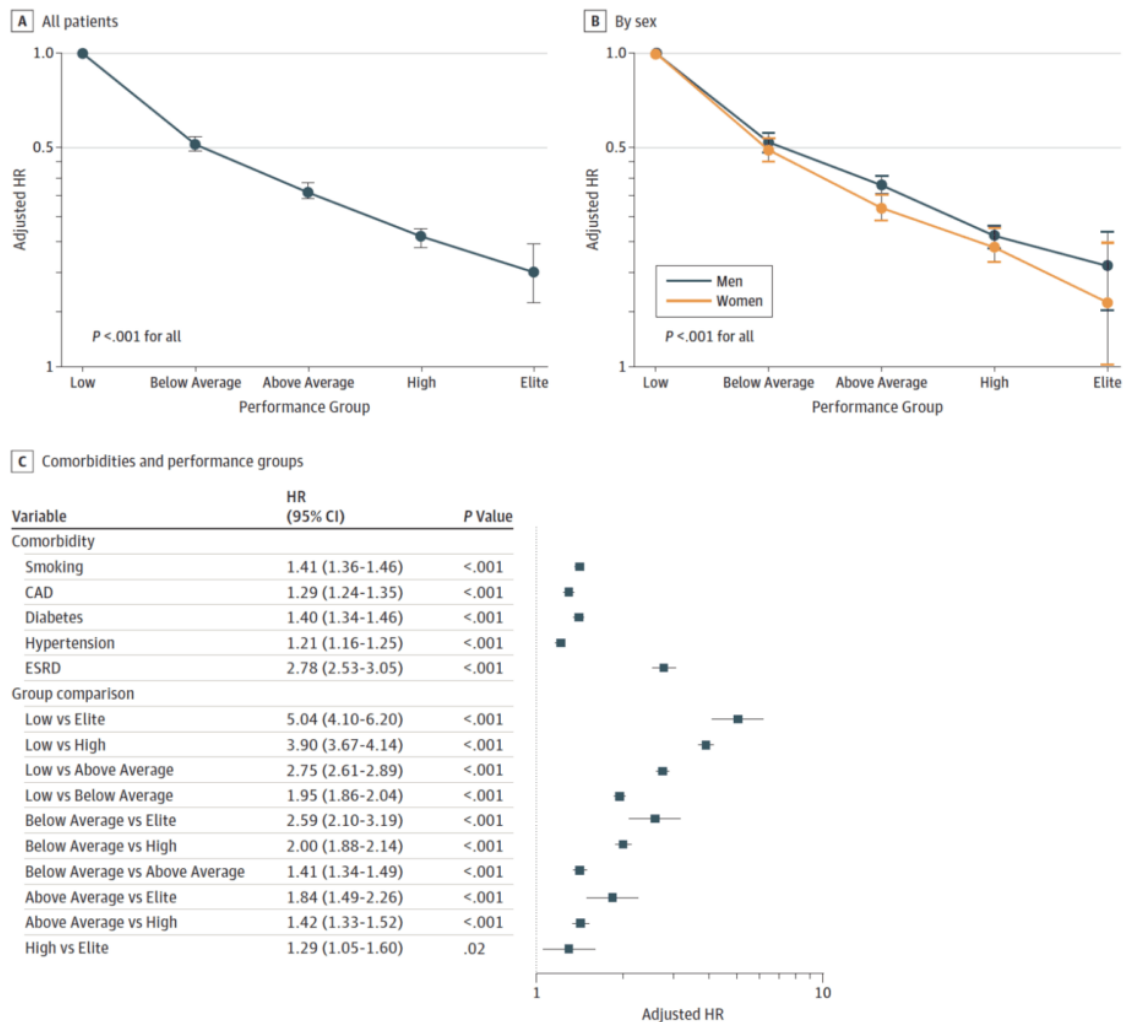 A All patients
1.0
0.5
1
Adjusted HR
P <.001 for all
Low Below Average Above Average High Elite
Performance Group
B By sex
1.0
0.5
1
Adjusted HR
Men
Women
P <.001 for all
Low Below Average Above Average High Elite
Performance Group
C Comorbidities and performance groups
HR
Variable (95% CI) P Value
Comorbidity
Smoking 1.41 (1.36-1.46) <.001
CAD 1.29 (1.24-1.35) <.001
Diabetes 1.40 (1.34-1.46) <.001
Hypertension 1.21 (1.16-1.25) <.001
ESRD 2.78 (2.53-3.05) <.001
Group comparison
Low vs Elite 5.04 (4.10-6.20) <.001
Low vs High 3.90 (3.67-4.14) <.001
Low vs Above Average 2.75 (2.61-2.89) <.001
Low vs Below Average 1.95 (1.86-2.04) <.001
Below Average vs Elite 2.59 (2.10-3.19) <.001
Below Average vs High 2.00 (1.88-2.14) <.001
Below Average vs Above Average 1.41 (1.34-1.49) <.001
Above Average vs Elite 1.84 (1.49-2.26) <.001
Above Average vs High 1.42 (1.33-1.52) <.001
High vs Elite 1.29 (1.05-1.60) .02
1 10
Adjusted HR